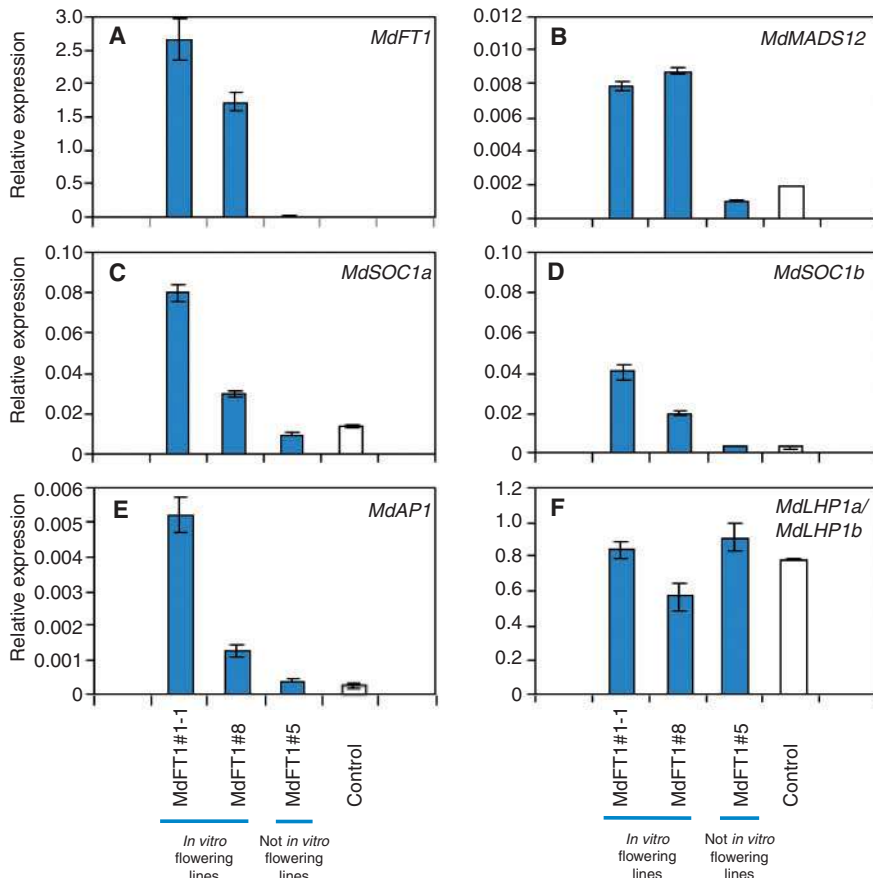 A
MdFT1
Relative expression
3.0
2.5
2.0
1.5
1.0
0.5
0
B
MdMADS12
0.012
0.010
0.008
0.006
0.004
0.002
0
C
MdSOC1a
Relative expression
0.10
0.08
0.06
0.04
0.02
0
D
MdSOC1b
0.10
0.08
0.06
0.04
0.02
0
E
MdAP1
Relative expression
0.006
0.005
0.004
0.003
0.002
0.001
0
F
MdLHP1a/
MdLHP1b
1.2
1.0
0.8
0.6
0.4
0.2
0
MdFT1#1-1
MdFT1#8
MdFT1#5
Control
In vitro
flowering
lines
Not in vitro
flowering
lines
MdFT1#1-1
MdFT1#8
MdFT1#5
Control
In vitro
flowering
lines
Not in vitro
flowering
lines